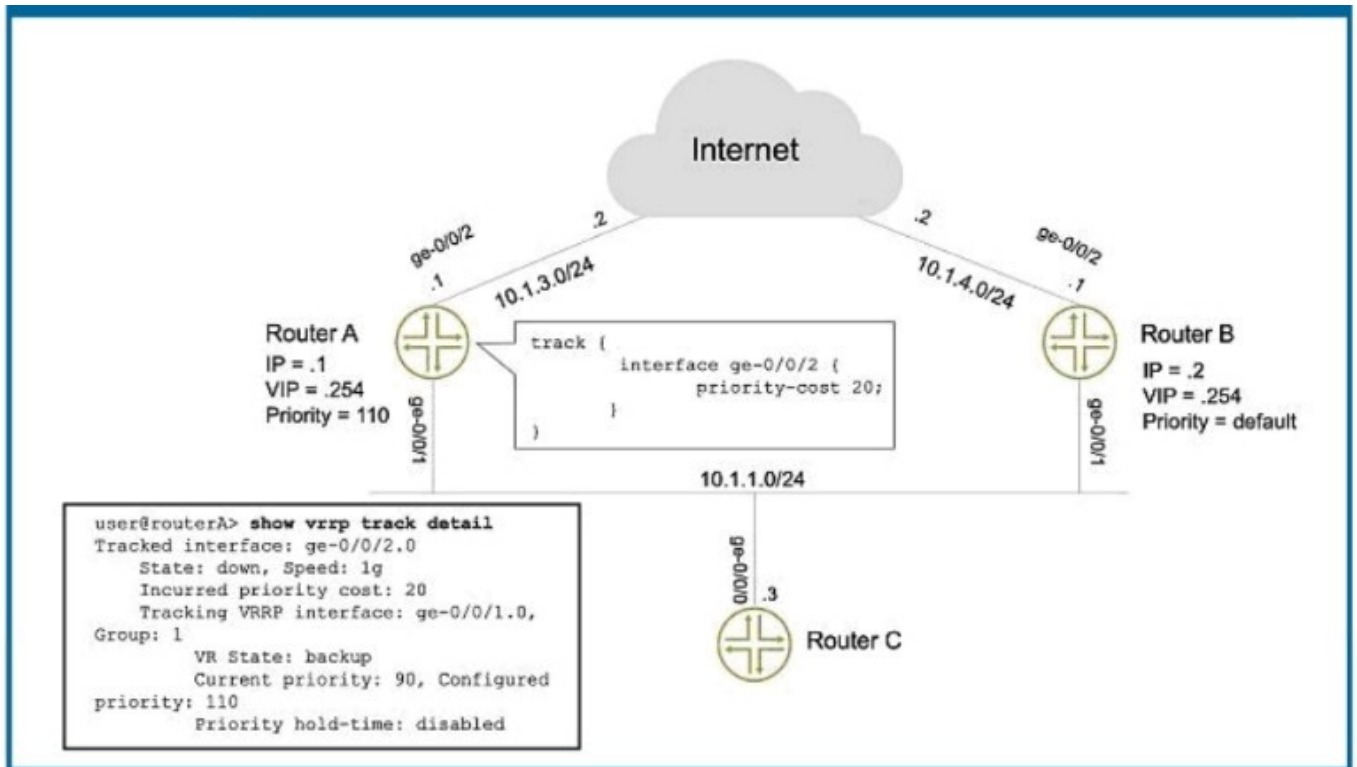 Internet
.2
.2
ge-0/0/2
ge-0/0/2
.1
10.1.3.0/24
10.1.4.0/24
.1
Router A
IP = .1
VIP = .254
Priority = 110
track {
interface ge-0/0/2 {
priority-cost 20;
}
}
Router B
IP = .2
VIP = .254
Priority = default
ge-0/0/1
ge-0/0/1
10.1.1.0/24
user@routerA> show vrrp track detail
Tracked interface: ge-0/0/2.0
State: down, Speed: 1g
Incurred priority cost: 20
Tracking VRRP interface: ge-0/0/1.0,
Group: 1
VR State: backup
Current priority: 90, Configured
priority: 110
Priority hold-time: disabled
ge-0/0/0
.3
Router C